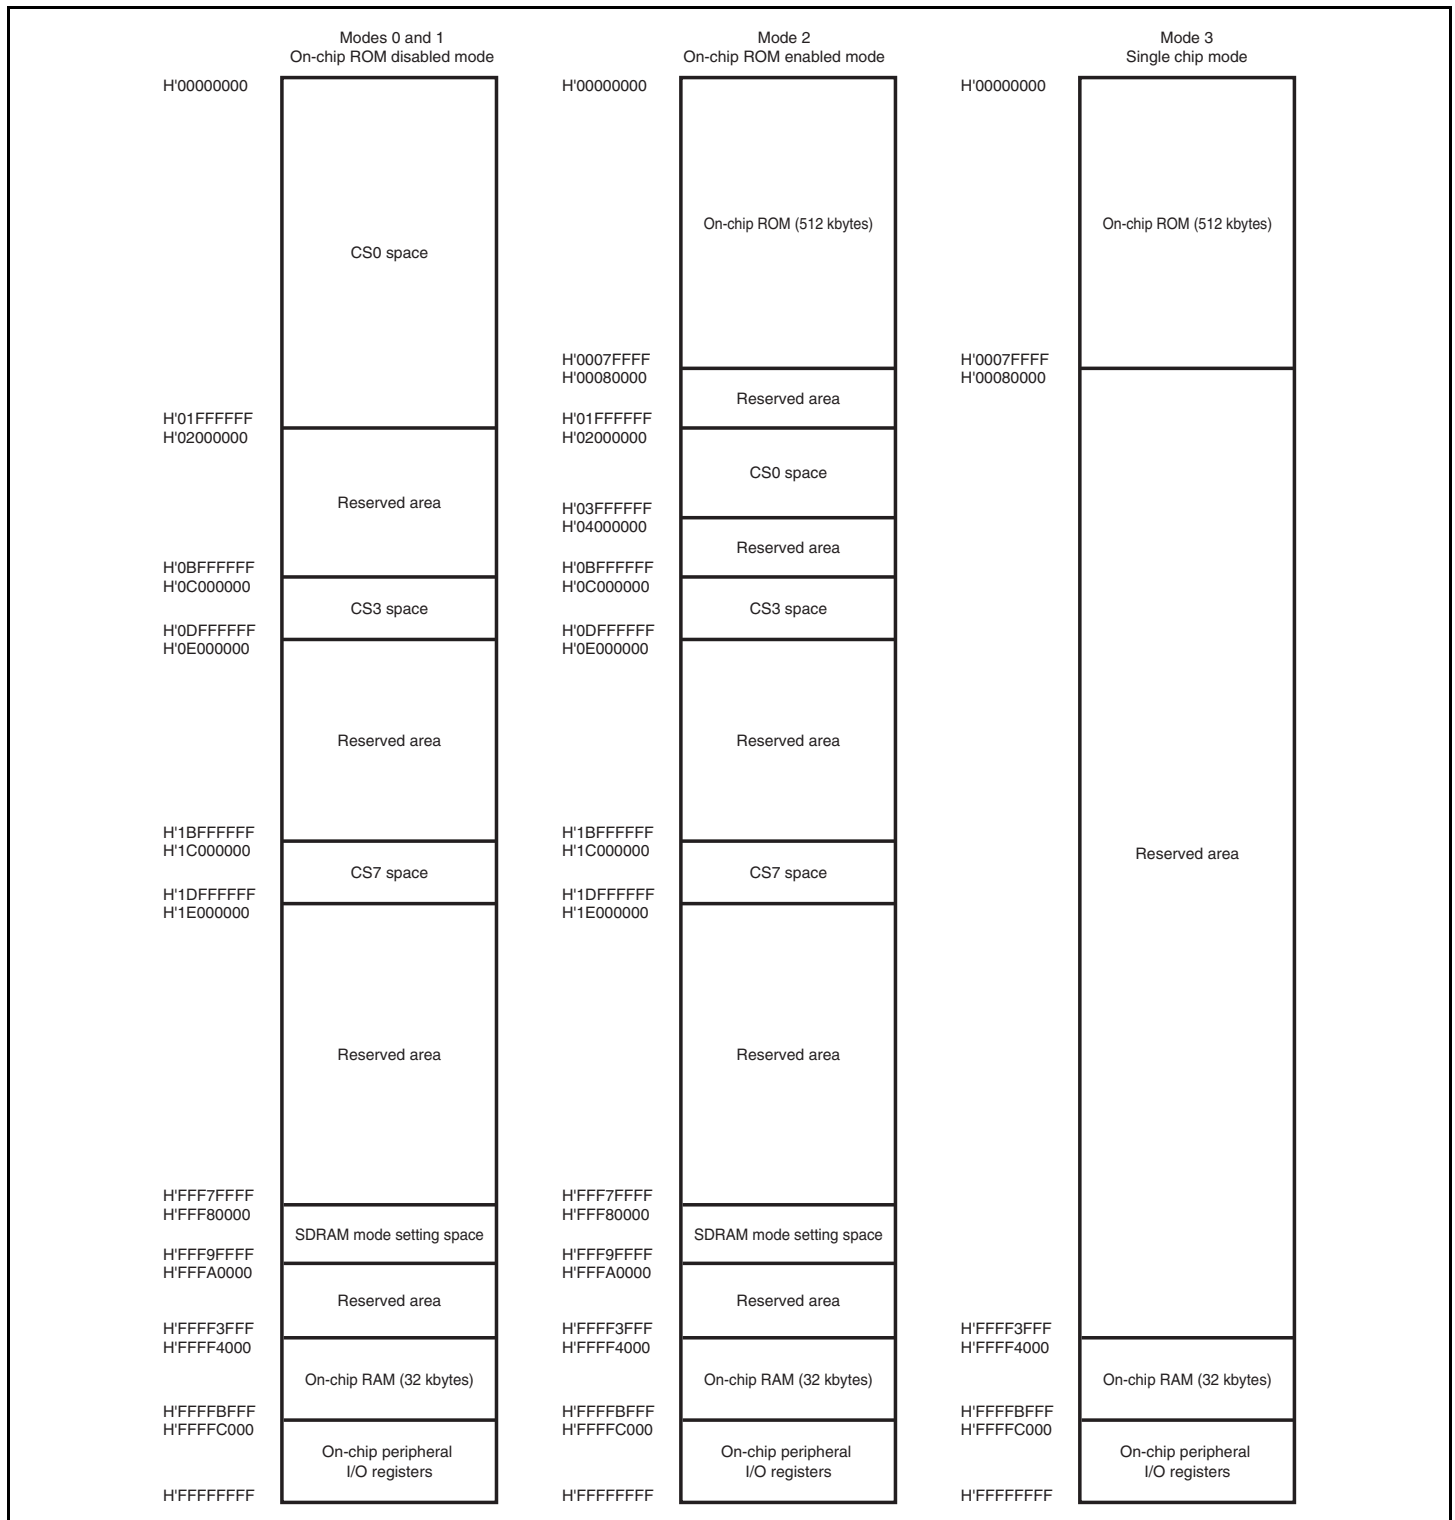 Modes 0 and 1
On-chip ROM disabled mode
H'00000000
CS0 space
H'01FFFFFF
H'02000000
Reserved area
H'0BFFFFFF
H'0C000000
CS3 space
H'0DFFFFFF
H'0E000000
Reserved area
H'1BFFFFFF
H'1C000000
CS7 space
H'1DFFFFFF
H'1E000000
Reserved area
H'FFF7FFFF
H'FFF80000
SDRAM mode setting space
H'FFF9FFFF
H'FFFA0000
Reserved area
H'FFFF3FFF
H'FFFF4000
On-chip RAM (32 kbytes)
H'FFFFBFFF
H'FFFFC000
On-chip peripheral
I/O registers
H'FFFFFFFF
Mode 2
On-chip ROM enabled mode
H'00000000
On-chip ROM (512 kbytes)
H'0007FFFF
H'00080000
Reserved area
H'01FFFFFF
H'02000000
CS0 space
H'03FFFFFF
H'04000000
Reserved area
H'0BFFFFFF
H'0C000000
CS3 space
H'0DFFFFFF
H'0E000000
Reserved area
H'1BFFFFFF
H'1C000000
CS7 space
H'1DFFFFFF
H'1E000000
Reserved area
H'FFF7FFFF
H'FFF80000
SDRAM mode setting space
H'FFF9FFFF
H'FFFA0000
Reserved area
H'FFFF3FFF
H'FFFF4000
On-chip RAM (32 kbytes)
H'FFFFBFFF
H'FFFFC000
On-chip peripheral
I/O registers
H'FFFFFFFF
Mode 3
Single chip mode
H'00000000
On-chip ROM (512 kbytes)
H'0007FFFF
H'00080000
Reserved area
H'FFFF3FFF
H'FFFF4000
On-chip RAM (32 kbytes)
H'FFFFBFFF
H'FFFFC000
On-chip peripheral
I/O registers
H'FFFFFFFF